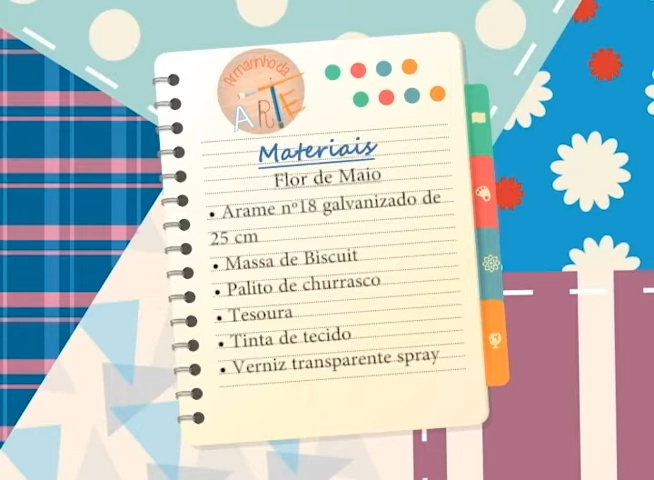 Armarinho da
ARTE
Materiais
Flor de Maio
• Arame nº18 galvanizado de
25 cm
• Massa de Biscuit
• Palito de churrasco
• Tesoura
• Tinta de tecido
• Verniz transparente spray